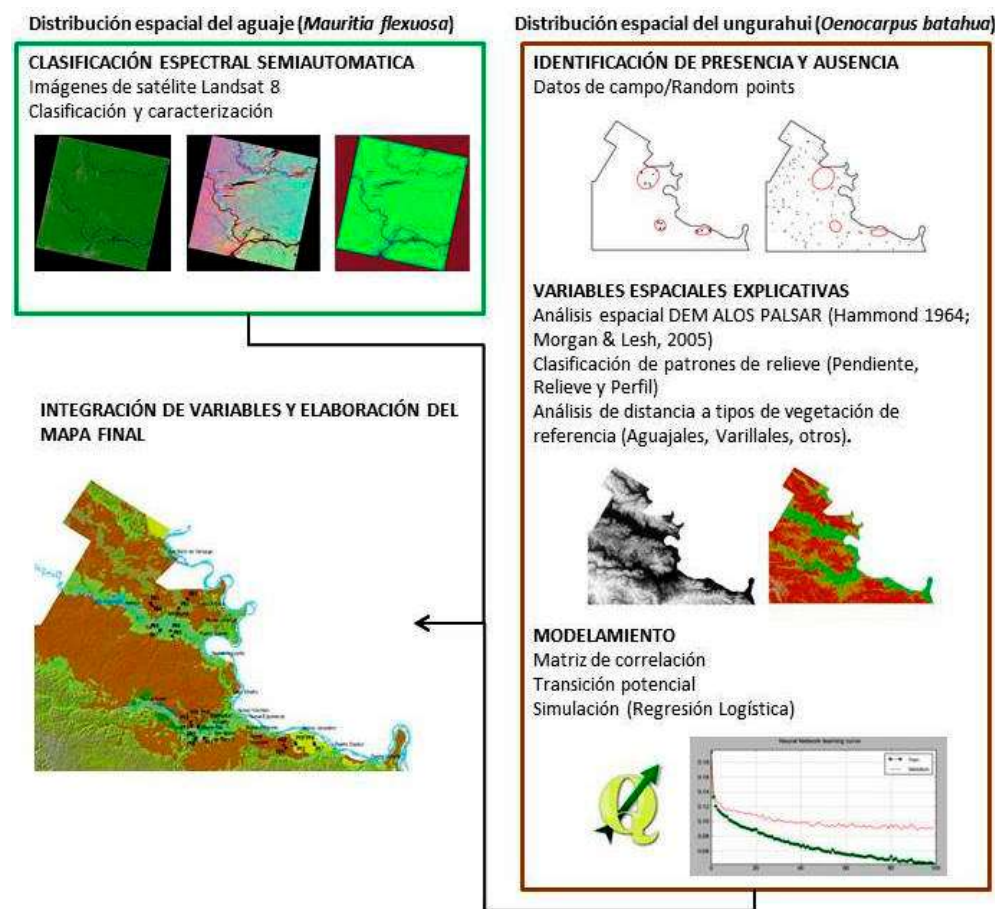 Distribución espacial del aguaje (Mauritia flexuosa)
CLASIFICACIÓN ESPECTRAL SEMIAUTOMATICA
Imágenes de satélite Landsat 8
Clasificación y caracterización
INTEGRACIÓN DE VARIABLES Y ELABORACIÓN DEL
MAPA FINAL
Distribución espacial del ungurahui (Oenocarpus batahua)
IDENTIFICACIÓN DE PRESENCIA Y AUSENCIA
Datos de campo/Random points
VARIABLES ESPACIALES EXPLICATIVAS
Análisis espacial DEM ALOS PALSAR (Hammond 1964;
Morgan & Lesh, 2005)
Clasificación de patrones de relieve (Pendiente,
Relieve y Perfil)
Análisis de distancia a tipos de vegetación de
referencia (Aguajales, Varillales, otros).
MODELAMIENTO
Matriz de correlación
Transición potencial
Simulación (Regresión Logística)
Neural Network learning curve